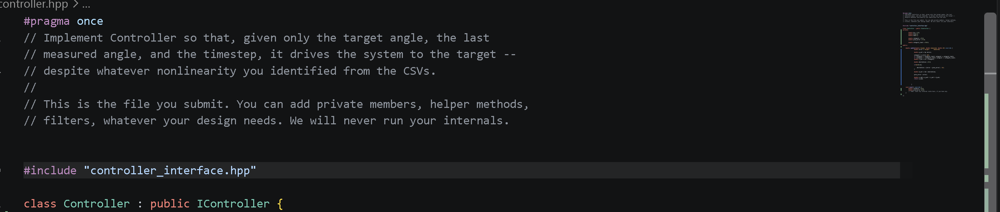 controller.hpp > ...
#pragma once
// Implement Controller so that, given only the target angle, the last
// measured angle, and the timestep, it drives the system to the target --
// despite whatever nonlinearity you identified from the CSVs.
//
// This is the file you submit. You can add private members, helper methods,
// filters, whatever your design needs. We will never run your internals.
#include "controller_interface.hpp"
class Controller : public IController {